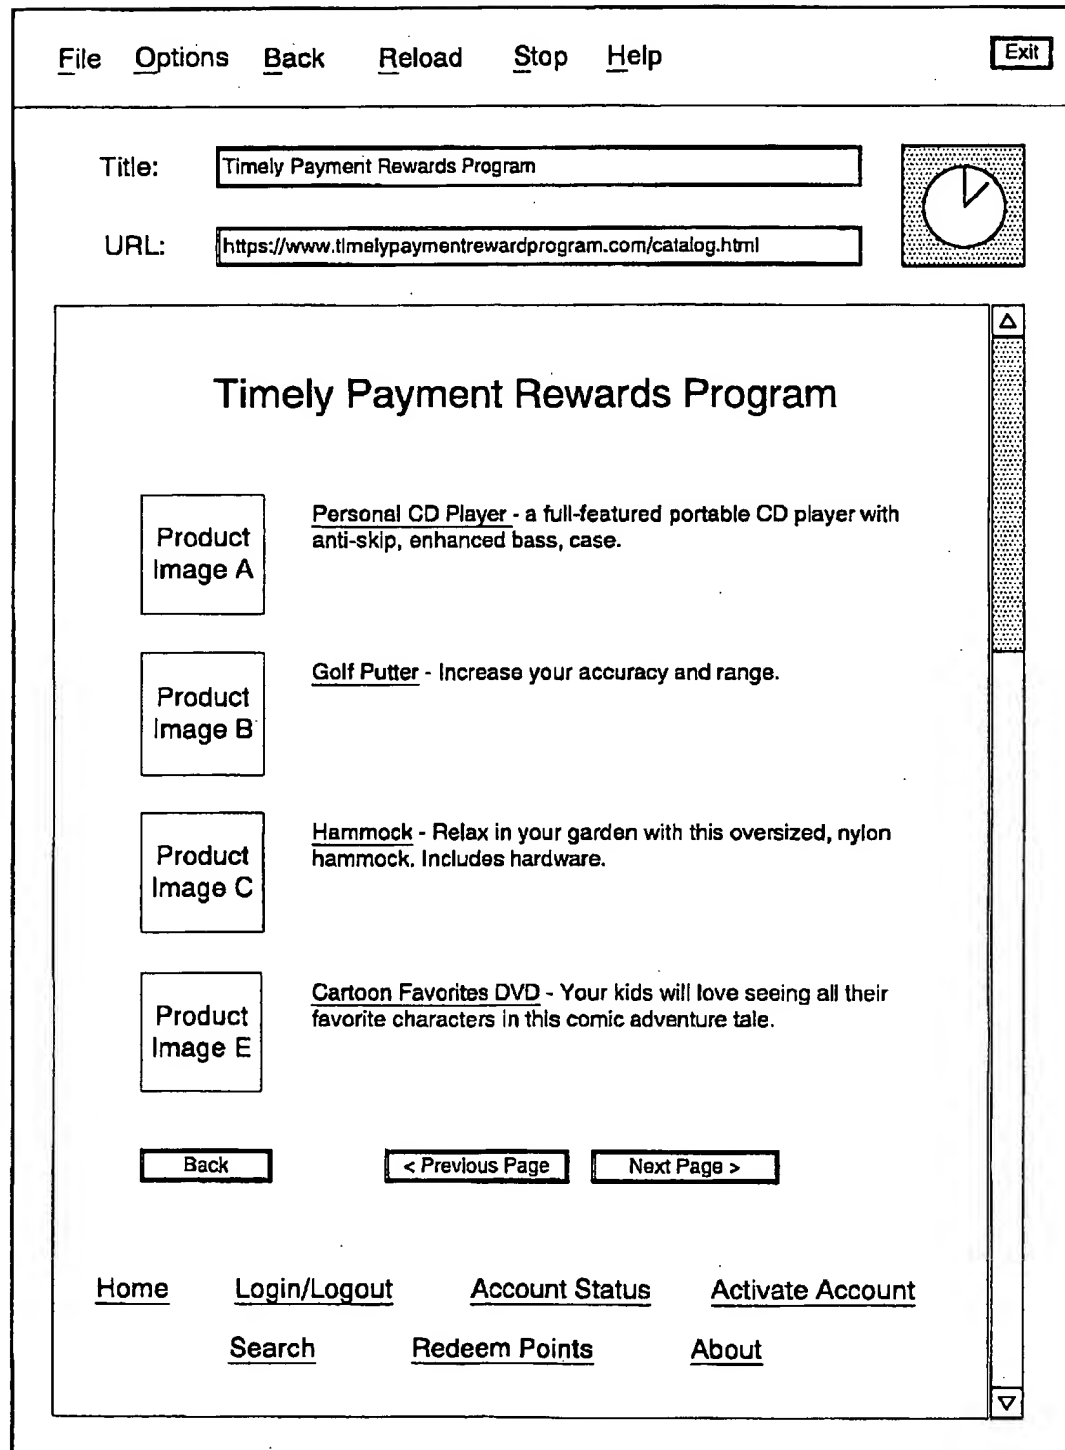 File Options Back Reload Stop Help Exit
Title: Timely Payment Rewards Program
URL: https://www.timelypaymentrewardprogram.com/catalog.html
Timely Payment Rewards Program
Product
Image A
Personal CD Player - a full-featured portable CD player with
anti-skip, enhanced bass, case.
Product
Image B
Golf Putter - Increase your accuracy and range.
Product
Image C
Hammock - Relax in your garden with this oversized, nylon
hammock. Includes hardware.
Product
Image E
Cartoon Favorites DVD - Your kids will love seeing all their
favorite characters in this comic adventure tale.
Back < Previous Page Next Page >
Home Login/Logout Account Status Activate Account
Search Redeem Points About